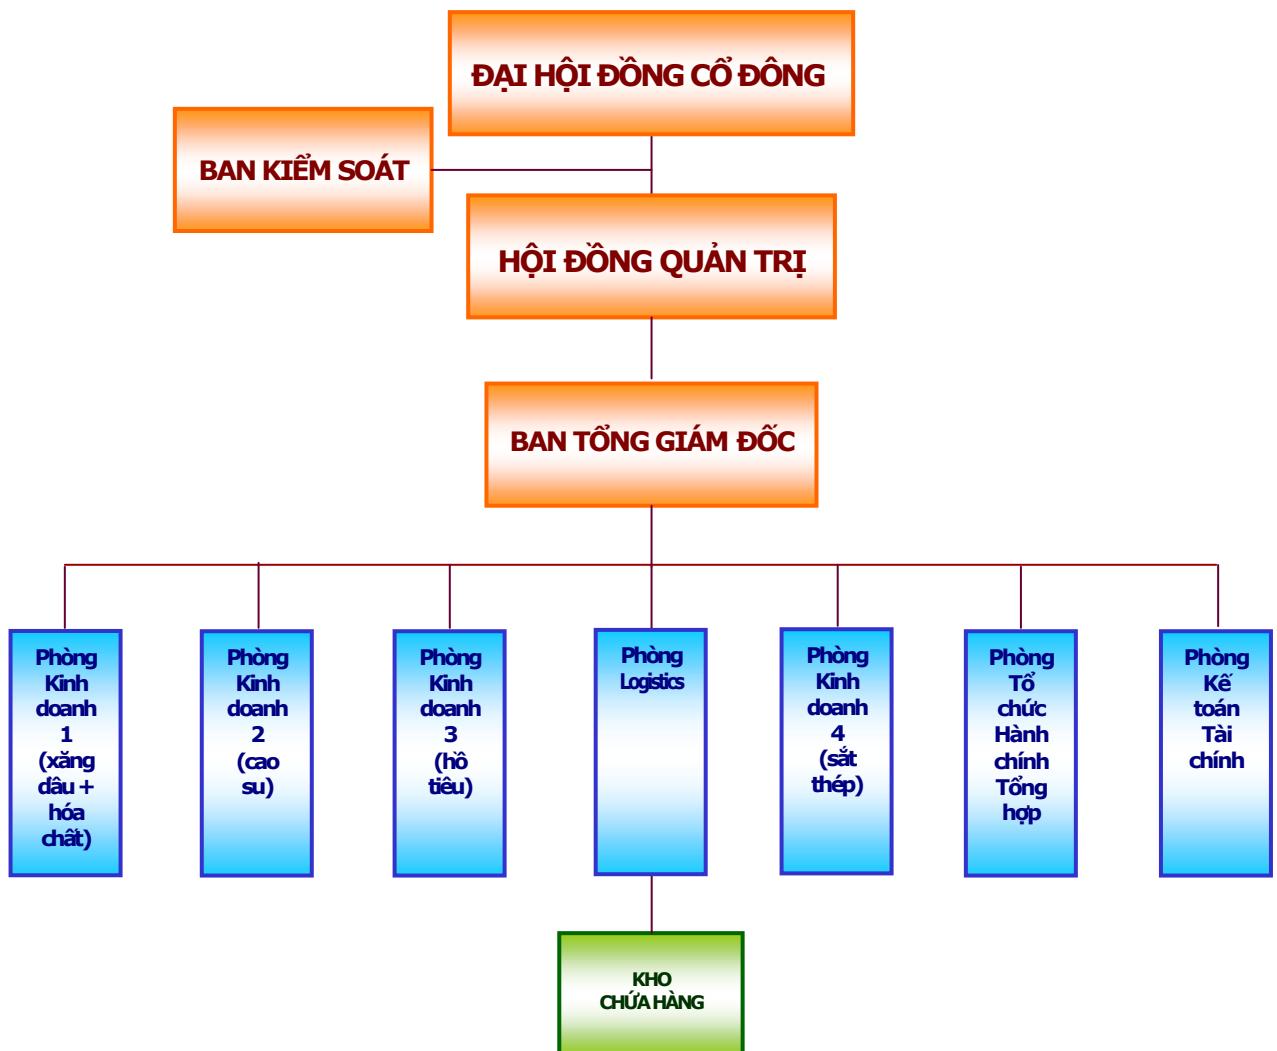 ĐẠI HỘI ĐỒNG CỔ ĐÔNG
BAN KIỂM SOÁT
HỘI ĐỒNG QUẢN TRỊ
BAN TỔNG GIÁM ĐỐC
Phòng
Kinh
doanh
1
(xăng
dầu +
hóa
chất)
Phòng
Kinh
doanh
2
(cao
su)
Phòng
Kinh
doanh
3
(hồ
tiêu)
Phòng
Logistics
Phòng
Kinh
doanh
4
(sắt
thép)
Phòng
Tổ
chức
Hành
chính
Tổng
hợp
Phòng
Kế
toán
Tài
chính
KHO
CHỨA HÀNG